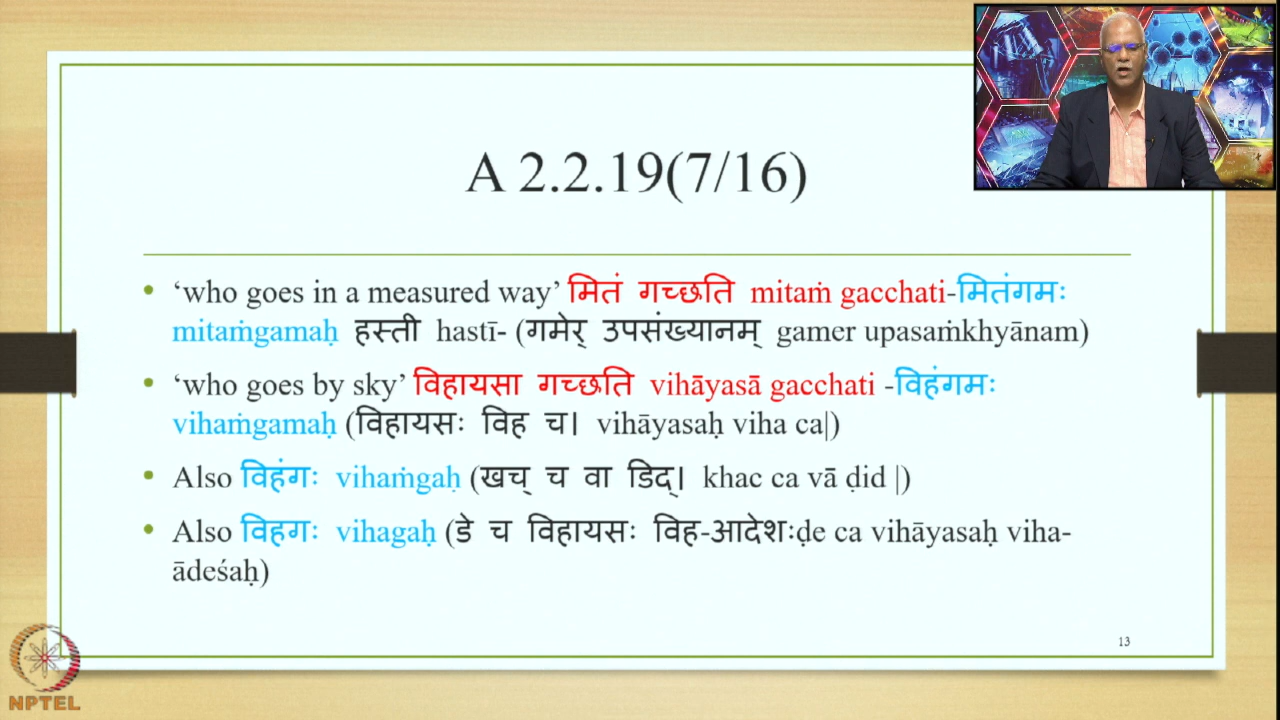 A 2.2.19(7/16)
• ‘who goes in a measured way’ मितं गच्छति mitaṁ gacchati-मितंगमः
mitaṁgamaḥ हस्ती hastī- (गमेर् उपसंख्यानम् gamer upasaṁkhyānam)
• ‘who goes by sky’ विहायसा गच्छति vihāyasā gacchati -विहंगमः
vihaṁgamaḥ (विहायसः विह च। vihāyasaḥ viha ca|)
• Also विहंगः vihaṁgaḥ (खच् च वा डिद्। khac ca vā ḍid |)
• Also विहगः vihagaḥ (डे च विहायसः विह-आदेशःḍe ca vihāyasaḥ viha-
ādeśaḥ)
13
NPTEL